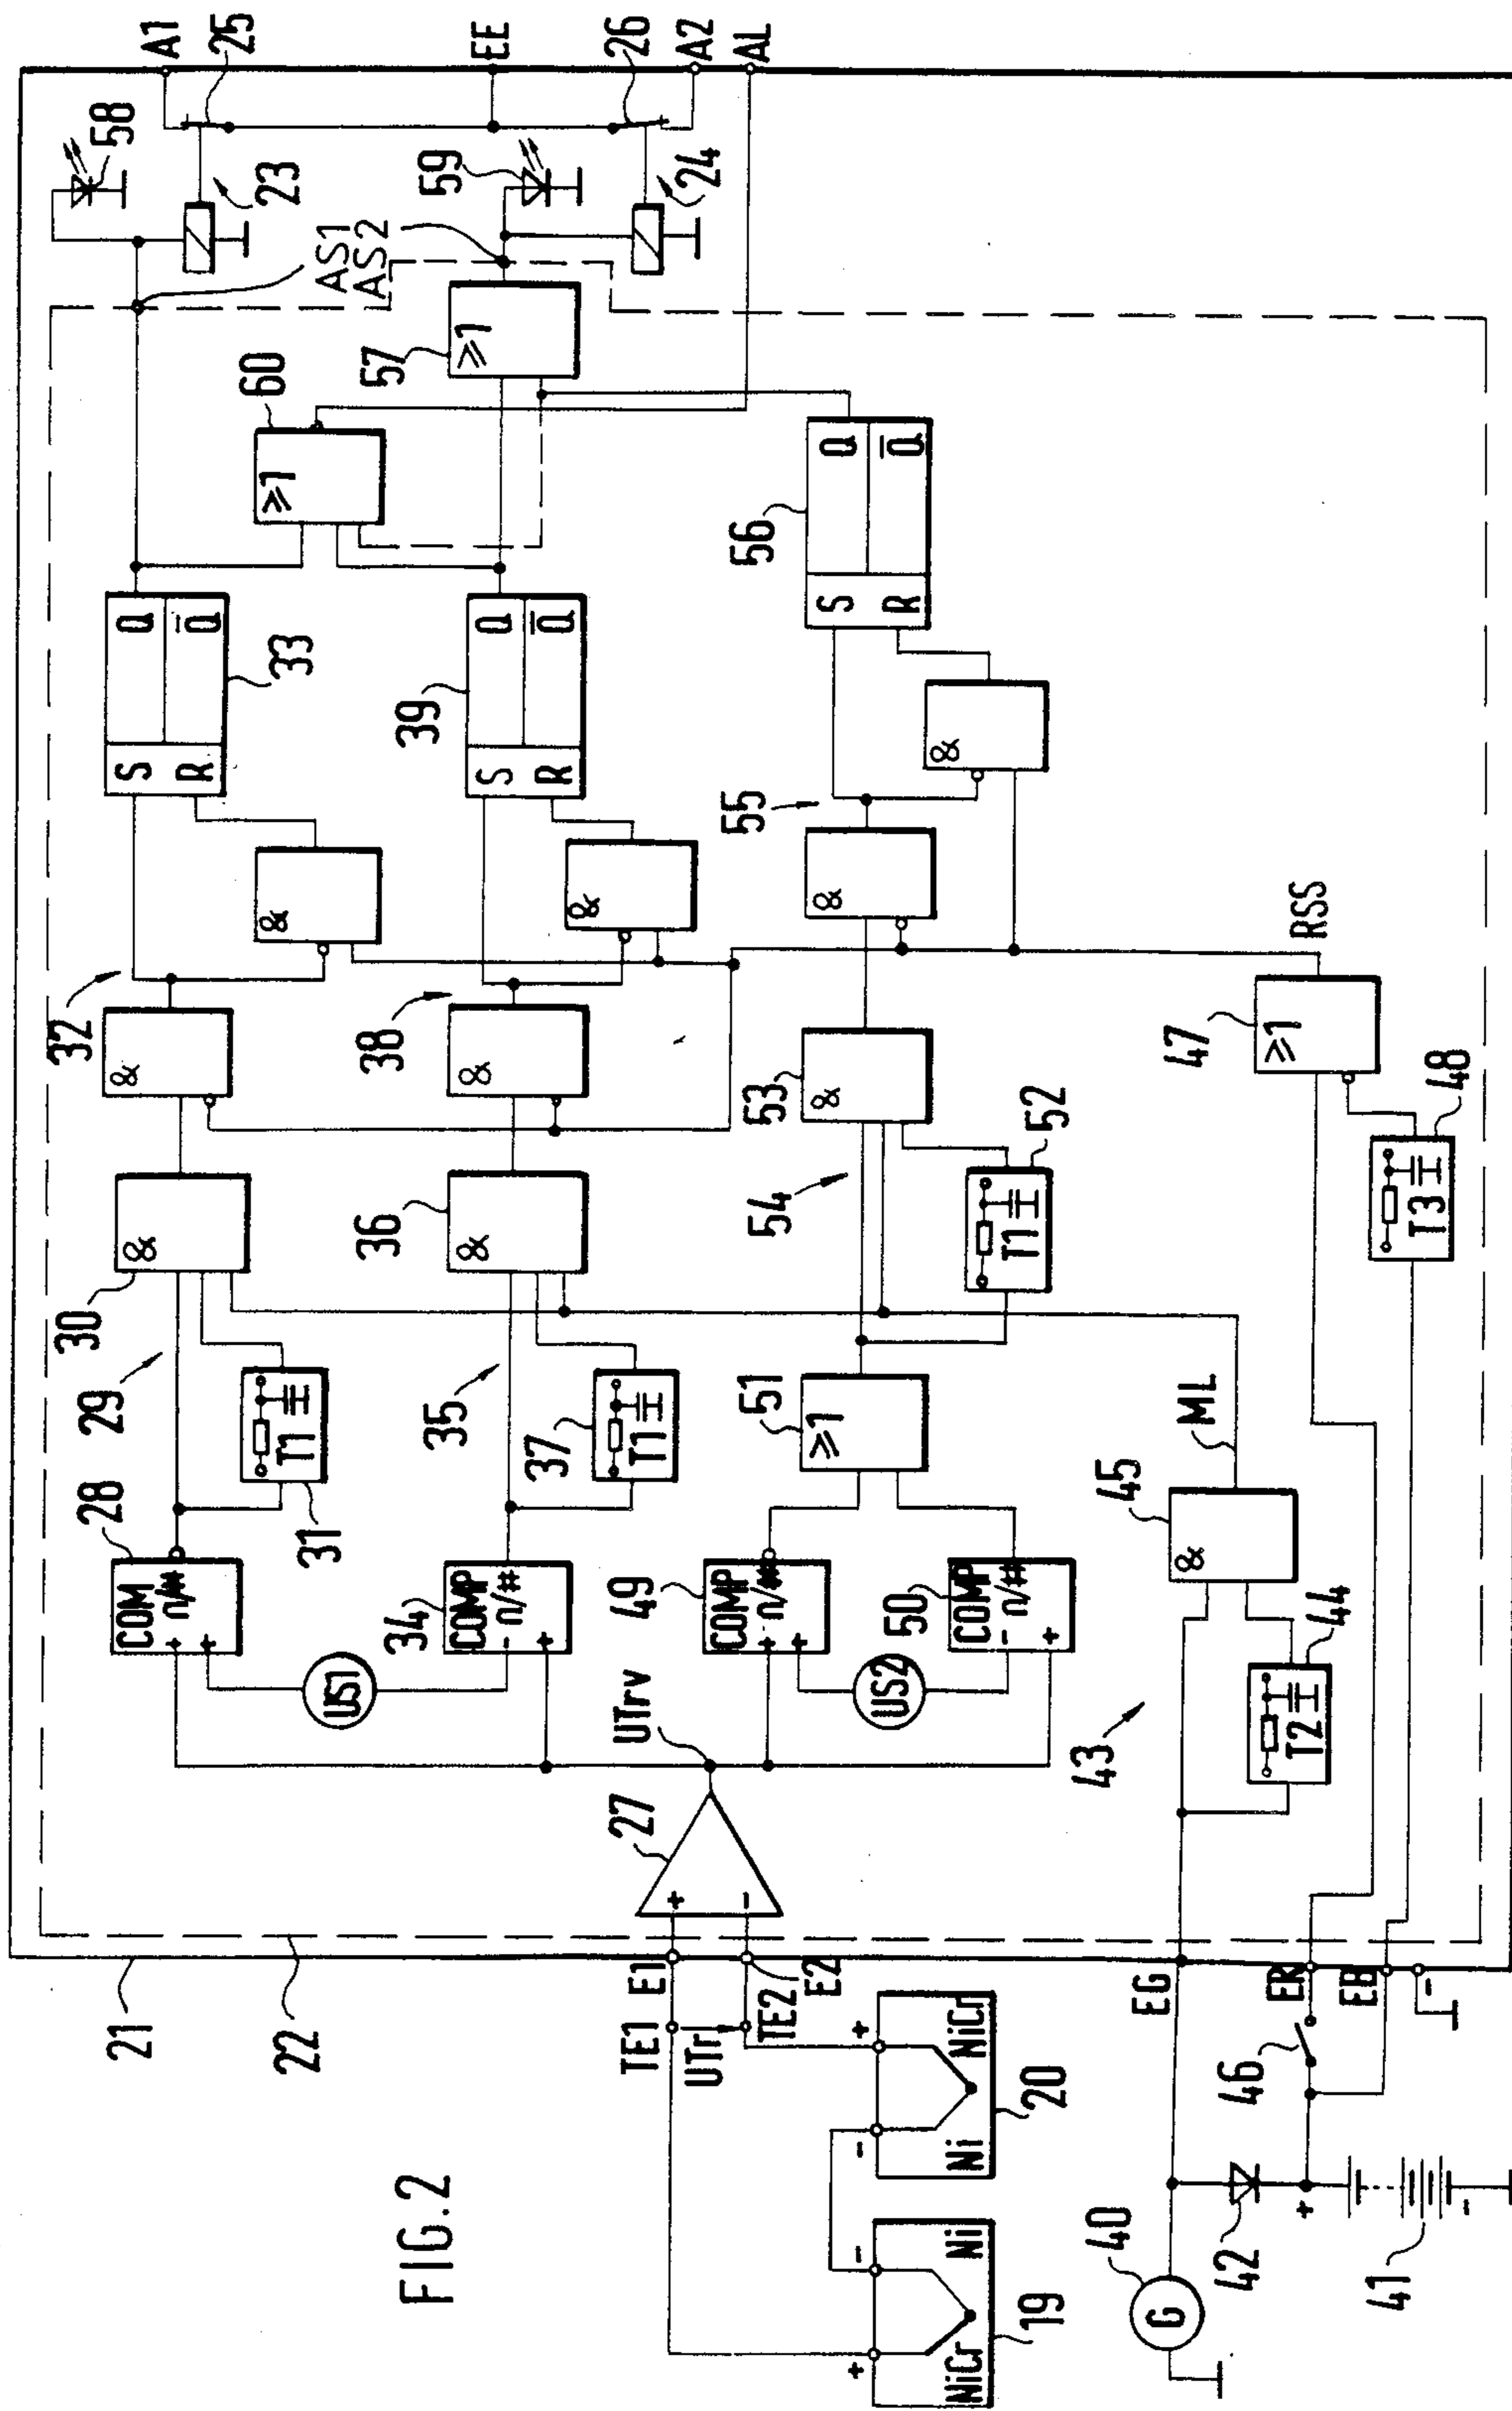 FIG.2
A1
25
EE
26
A2
AL
58
23
59
24
AS1
AS2
57
≥1
60
≥1
Q
Q̅
S
R
33
Q
Q̅
S
R
39
Q
Q̅
S
R
56
&
&
&
55
32
&
38
&
&
RSS
47
≥1
48
T3
30
&
36
&
53
&
54
52
T1
29
31
T1
35
37
T1
51
≥1
ML
45
&
28
COM
n/#
+
+
US1
34
COMP
n/#
-
+
49
COMP
n/#
+
+
US2
50
COMP
n/#
-
+
44
T2
43
UTrv
27
+
-
21
22
TE1
E1
UTr
TE2
E2
EG
ER
EB
-
46
+
NiCr
-
Ni
20
-
Ni
+
NiCr
19
40
G
42
+
-
41